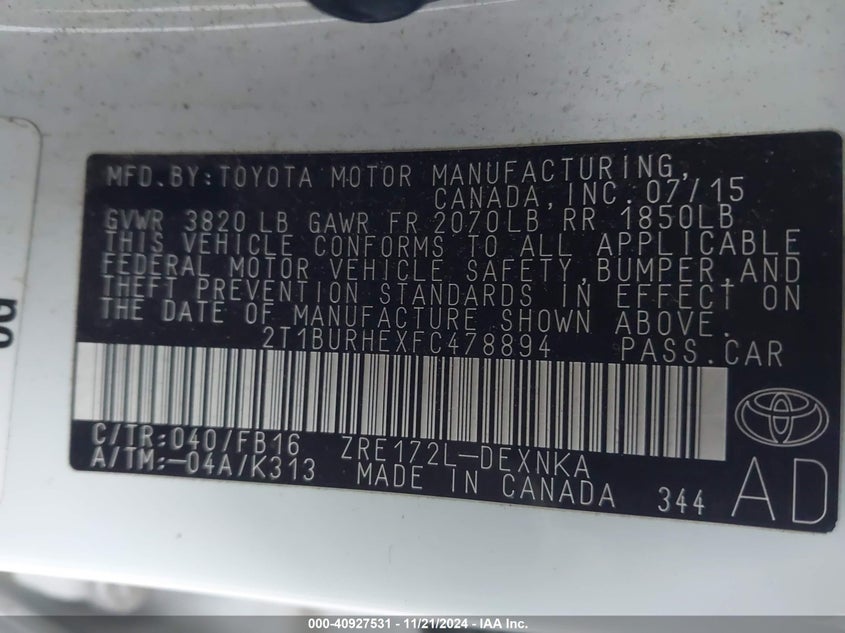 MFD.BY:TOYOTA MOTOR MANUFACTURING,
CANADA,INC.07/15
GVWR 3820 LB GAWR FR 2070LB RR 1850LB
THIS VEHICLE CONFORMS TO ALL APPLICABLE
FEDERAL MOTOR VEHICLE SAFETY,BUMPER,AND
THEFT PREVENTION STANDARDS IN EFFECT ON
THE DATE OF MANUFACTURE SHOWN ABOVE.
2T1BURHEXFC478894 PASS.CAR
C/TR:040/FB16 ZRE172L-DEXNKA
A/TM:-04A/K313 MADE IN CANADA 344 AD
000-40927531 - 11/21/2024 - IAA Inc.